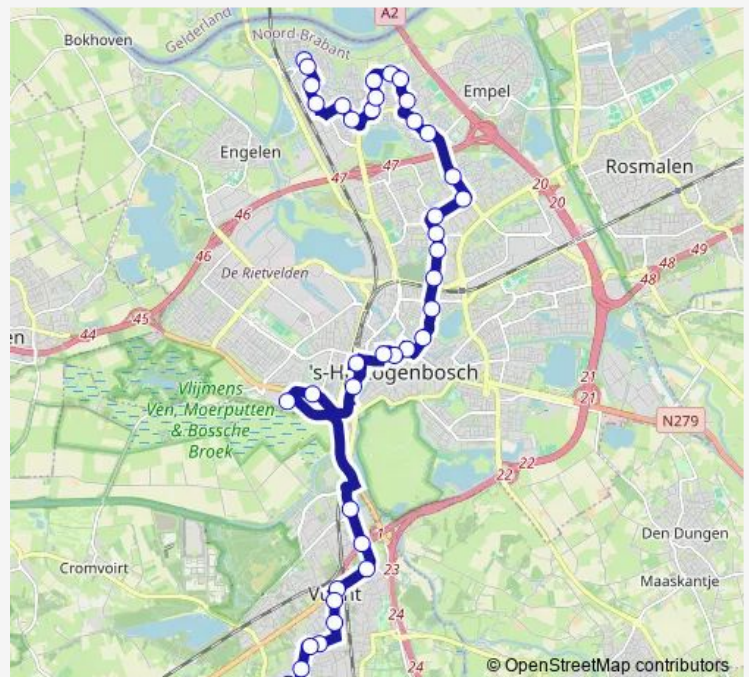 A2
Gelderland
Noord-Brabant
Bokhoven
Empel
Engelen
Rosmalen
47
47
20
20
46
46
De Rietvelden
49
48
48
45
44
en
's-H ogenbosch
Vlijmens
Ven, Moerputten
& Bossche
Broek
21
21
N279
22
22
Den Dungen
1
23
Cromvoirt
Maaskantje
24
24
© OpenStreetMap contributors